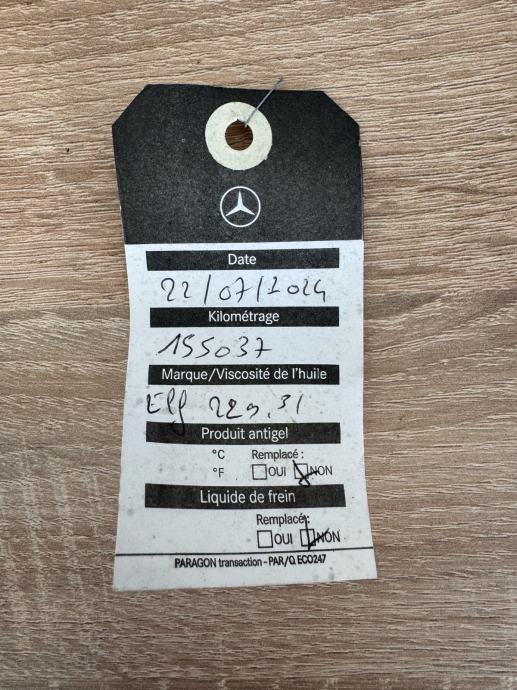 Date
22/07/2024
Kilométrage
155037
Marque/Viscosité de l'huile
Elf 229.31
Produit antigel
°C Remplacé :
°F OUI NON
Liquide de frein
Remplacé :
OUI NON
PARAGON transaction - PAR/Q ECO247